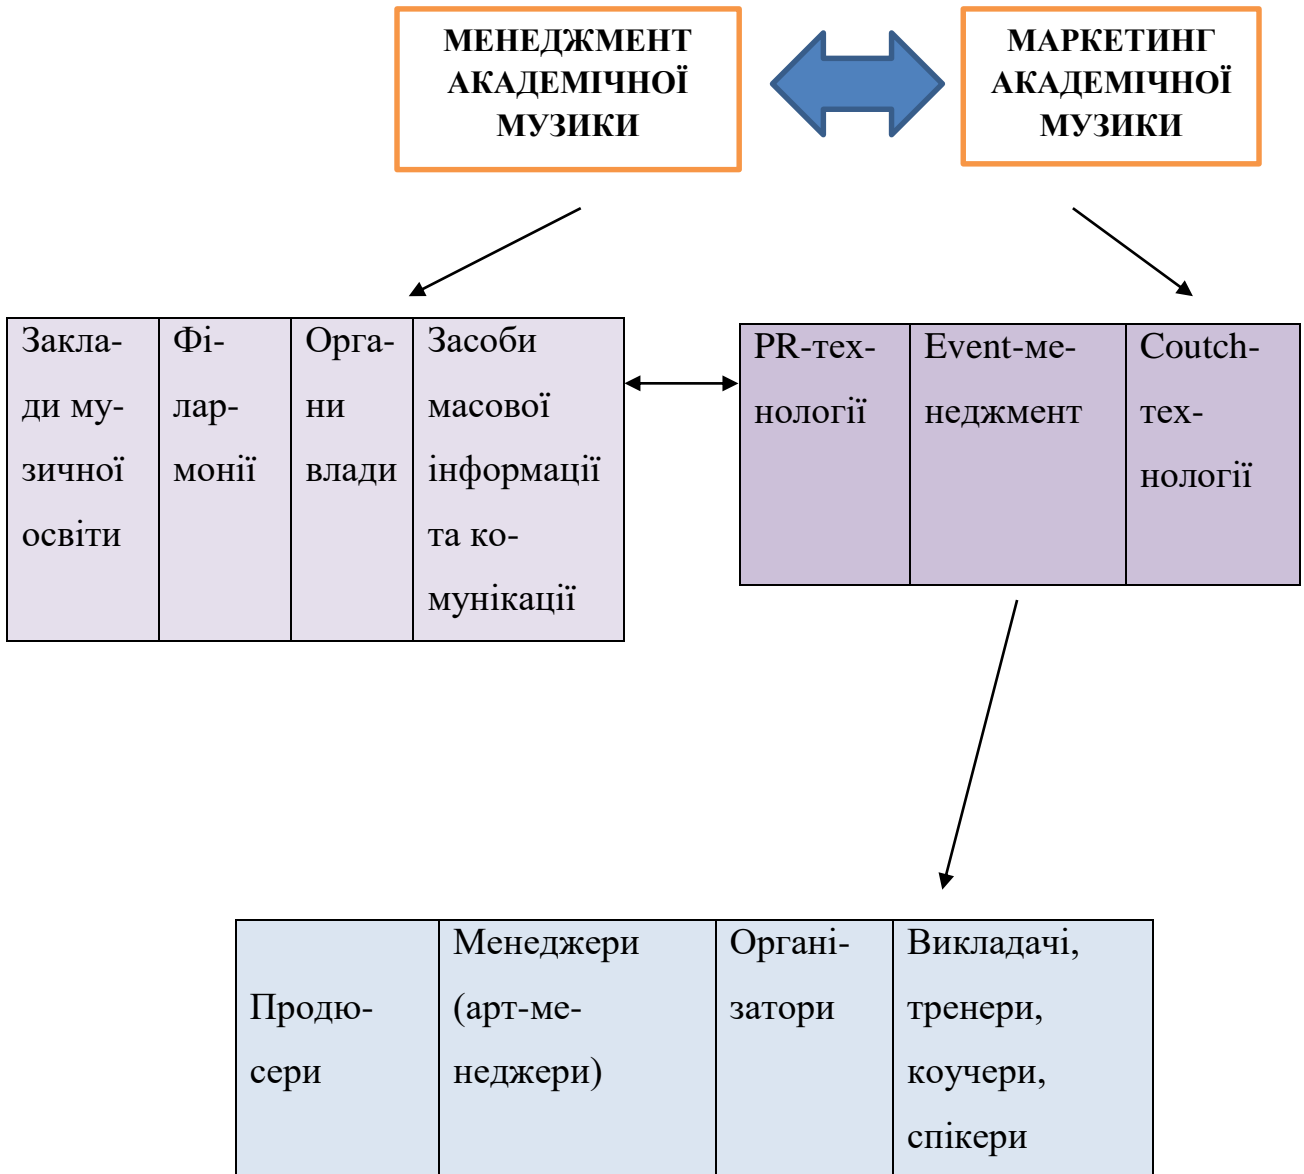 МЕНЕДЖМЕНТ
АКАДЕМІЧНОЇ
МУЗИКИ
МАРКЕТИНГ
АКАДЕМІЧНОЇ
МУЗИКИ
Закла-
ди му-
зичної
освіти
Фі-
лар-
монії
Орга-
ни
влади
Засоби
масової
інформації
та ко-
мунікації
PR-тех-
нології
Event-ме-
неджмент
Coutch-
тех-
нології
Продю-
сери
Менеджери
(арт-ме-
неджери)
Органі-
затори
Викладачі,
тренери,
коучери,
спікери